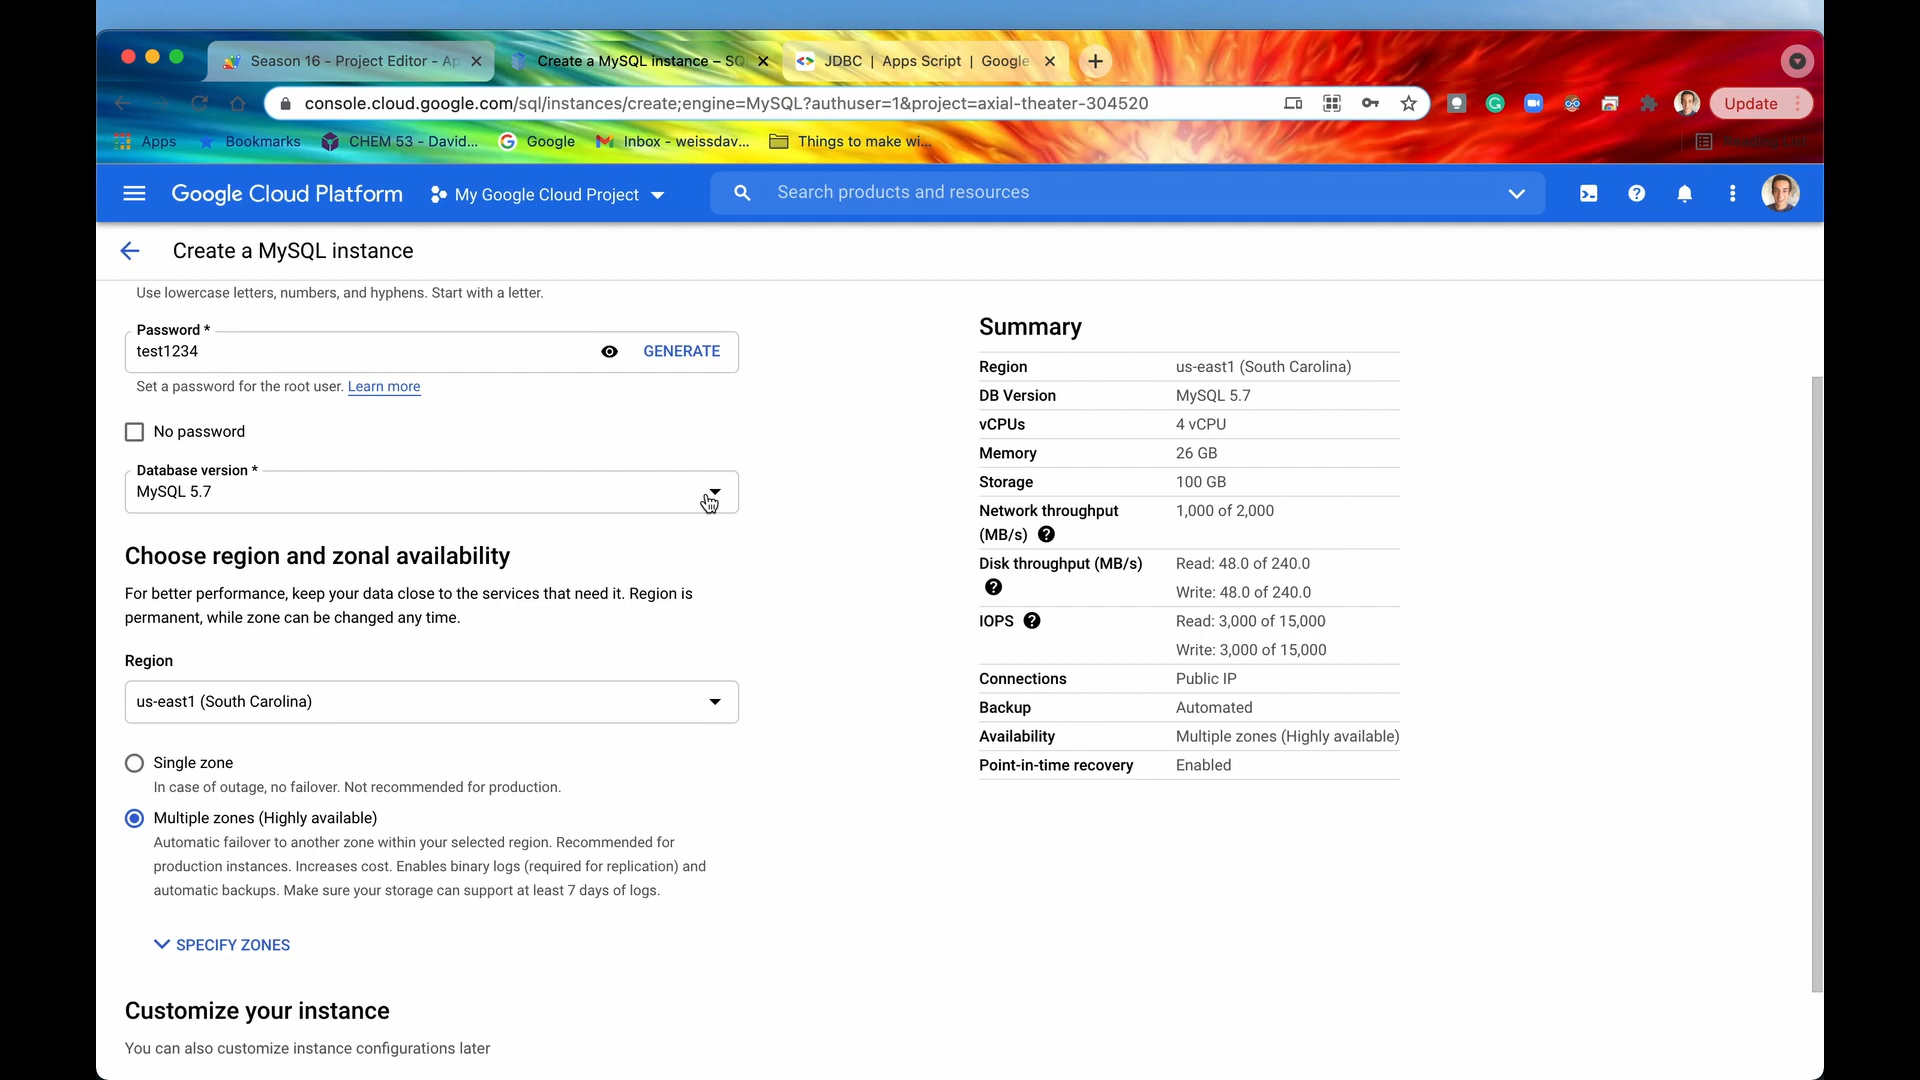 Season 16 - Project Editor - Ap
Create a MySQL instance – SQ
JDBC | Apps Script | Google
console.cloud.google.com/sql/instances/create;engine=MySQL?authuser=1&project=axial-theater-304520
Update
Apps
Bookmarks
CHEM 53 - David...
Google
Inbox - weissdav...
Things to make wi...
Reading List
Google Cloud Platform
My Google Cloud Project
Search products and resources
Create a MySQL instance
Use lowercase letters, numbers, and hyphens. Start with a letter.
Password *
test1234
GENERATE
Set a password for the root user. Learn more
No password
Database version *
MySQL 5.7
Choose region and zonal availability
For better performance, keep your data close to the services that need it. Region is
permanent, while zone can be changed any time.
Region
us-east1 (South Carolina)
Single zone
In case of outage, no failover. Not recommended for production.
Multiple zones (Highly available)
Automatic failover to another zone within your selected region. Recommended for
production instances. Increases cost. Enables binary logs (required for replication) and
automatic backups. Make sure your storage can support at least 7 days of logs.
SPECIFY ZONES
Customize your instance
You can also customize instance configurations later
Summary
Region us-east1 (South Carolina)
DB Version MySQL 5.7
vCPUs 4 vCPU
Memory 26 GB
Storage 100 GB
Network throughput 1,000 of 2,000
(MB/s)
Disk throughput (MB/s) Read: 48.0 of 240.0
Write: 48.0 of 240.0
IOPS Read: 3,000 of 15,000
Write: 3,000 of 15,000
Connections Public IP
Backup Automated
Availability Multiple zones (Highly available)
Point-in-time recovery Enabled